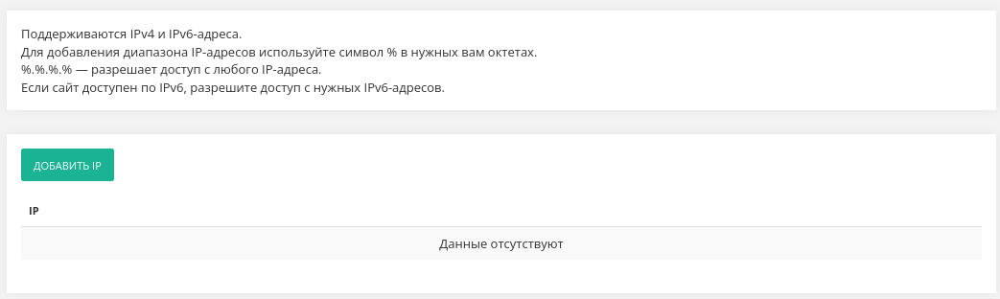 Поддерживаются IPv4 и IPv6-адреса.
Для добавления диапазона IP-адресов используйте символ % в нужных вам октетах.
%.%.%.% — разрешает доступ с любого IP-адреса.
Если сайт доступен по IPv6, разрешите доступ с нужных IPv6-адресов.
ДОБАВИТЬ IP
IP
Данные отсутствуют